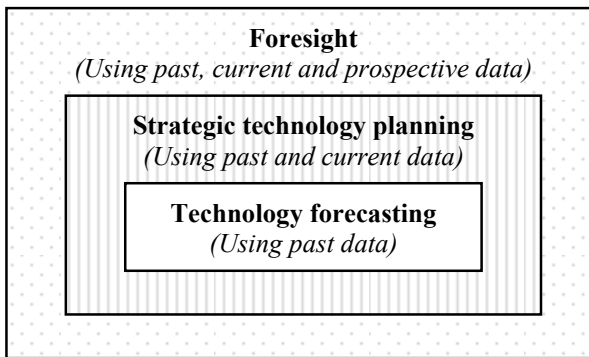 Foresight
(Using past, current and prospective data)
Strategic technology planning
(Using past and current data)
Technology forecasting
(Using past data)